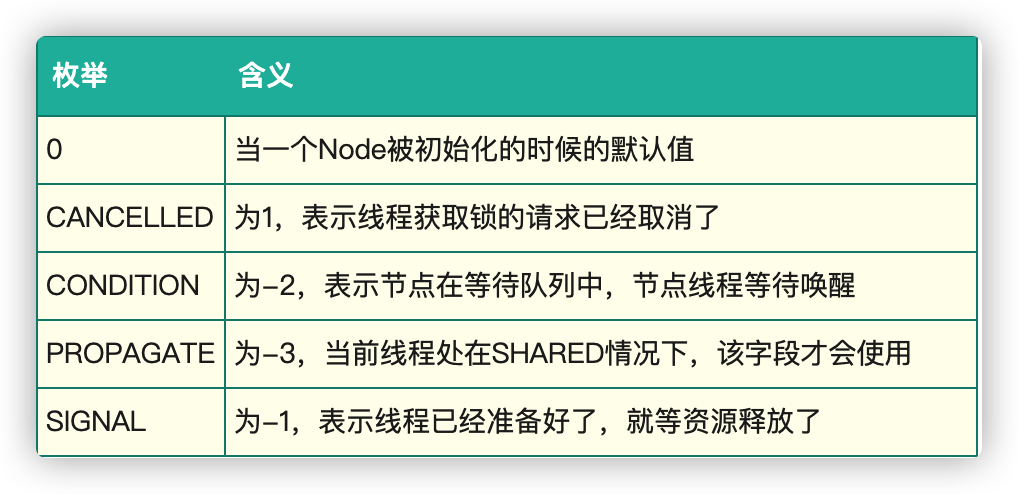 枚举 含义
0 当一个Node被初始化的时候的默认值
CANCELLED 为1，表示线程获取锁的请求已经取消了
CONDITION 为-2，表示节点在等待队列中，节点线程等待唤醒
PROPAGATE 为-3，当前线程处在SHARED情况下，该字段才会使用
SIGNAL 为-1，表示线程已经准备好了，就等资源释放了